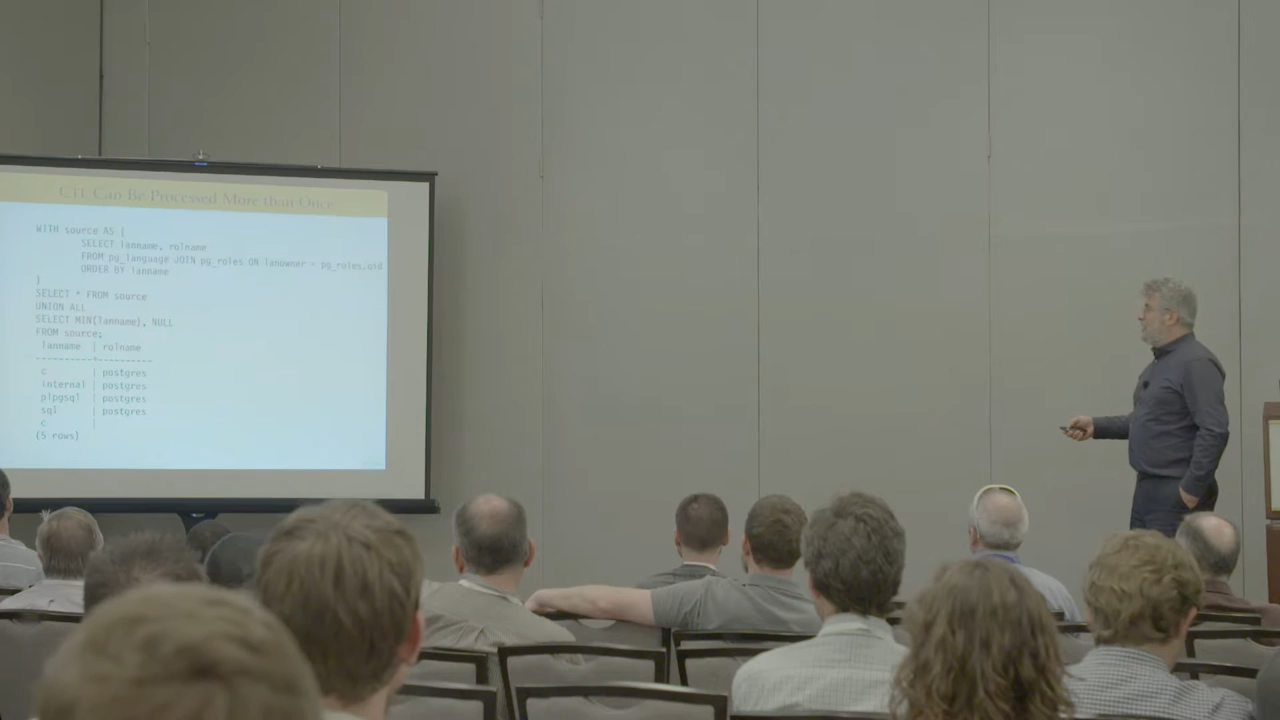 CTE Can Be Processed More than Once
WITH source AS (
SELECT lanname, rolname
FROM pg_language JOIN pg_roles ON lanowner = pg_roles.oid
ORDER BY lanname
)
SELECT * FROM source
UNION ALL
SELECT MIN(lanname), NULL
FROM source;
lanname | rolname
----------+----------
c | postgres
internal | postgres
plpgsql | postgres
sql | postgres
c |
(5 rows)